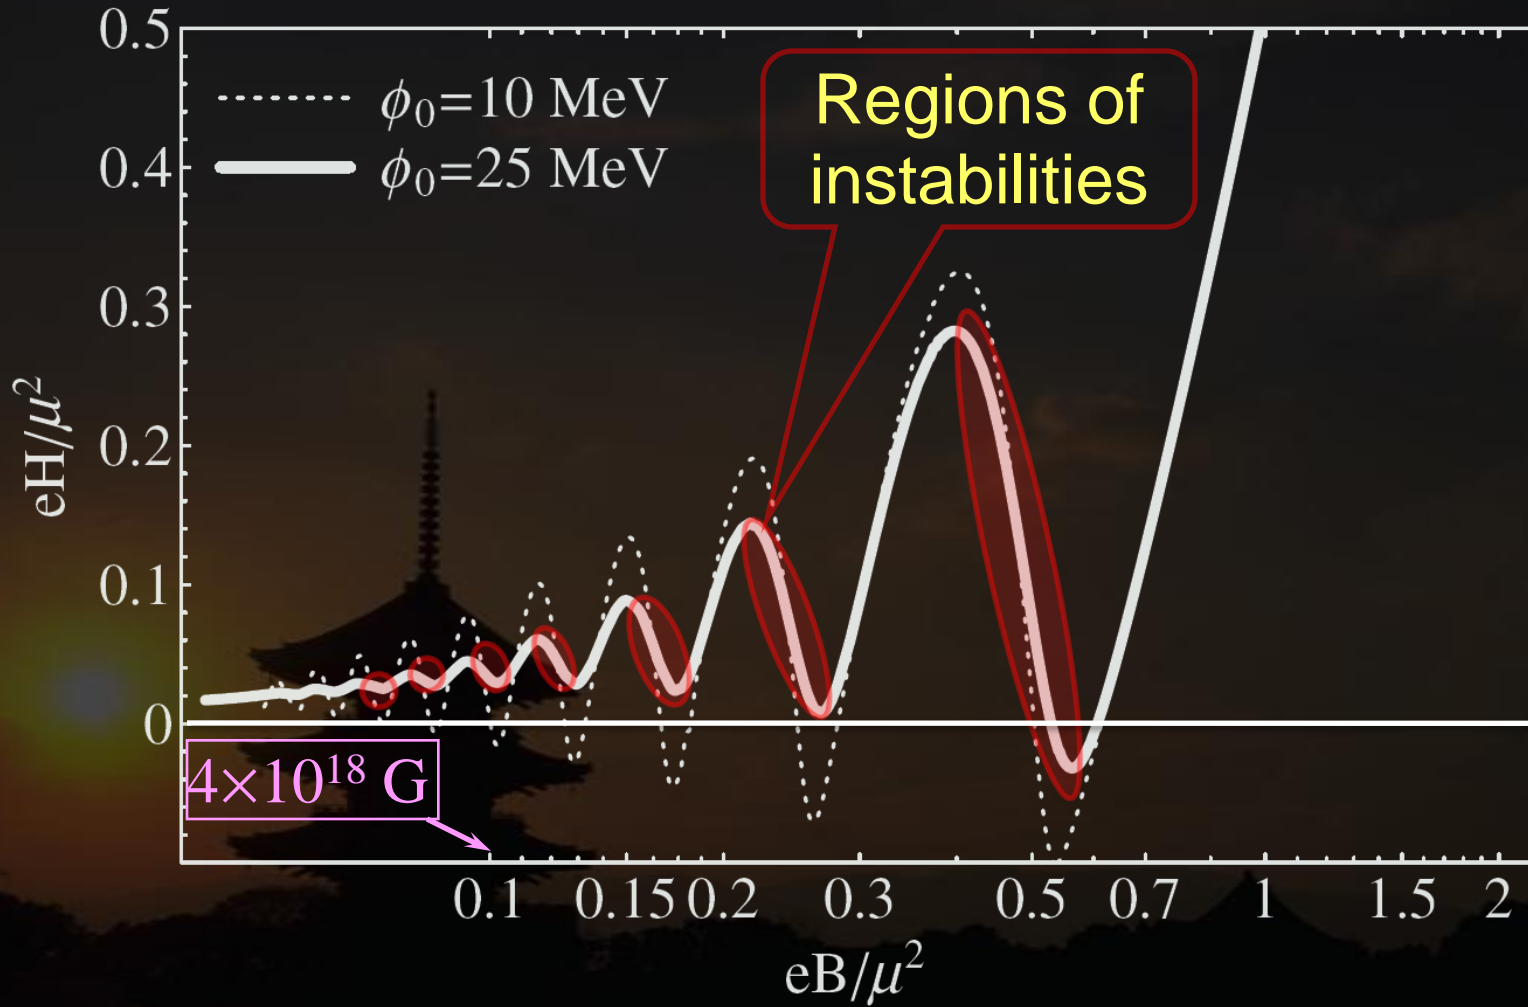 0.5
0.4
0.3
0.2
0.1
0
eH/μ²
ϕ₀=10 MeV
ϕ₀=25 MeV
Regions of
instabilities
4×10¹⁸ G
0.1 0.15 0.2 0.3 0.5 0.7 1 1.5 2
eB/μ²